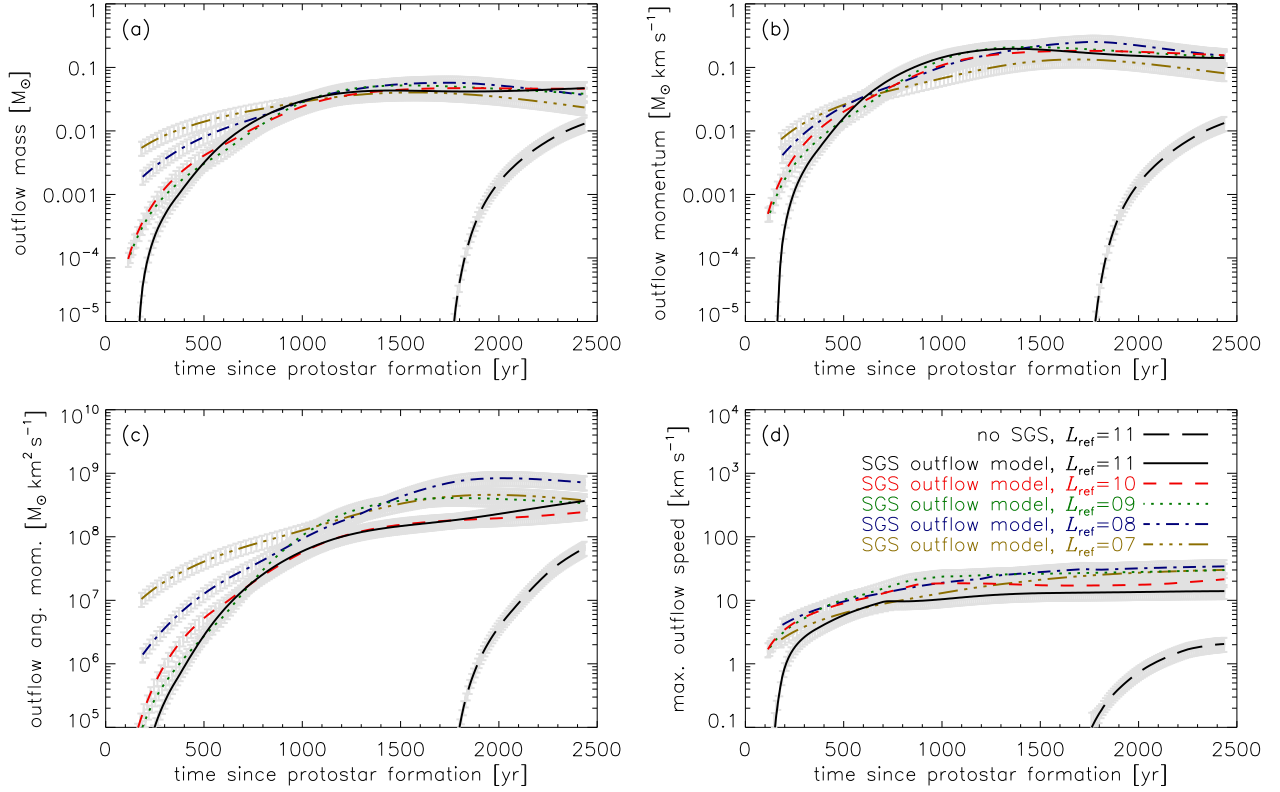 (a)
outflow mass [M☉]
1
0.1
0.01
0.001
10⁻⁴
10⁻⁵
0 500 1000 1500 2000 2500
time since protostar formation [yr]
(b)
outflow momentum [M☉ km s⁻¹]
1
0.1
0.01
0.001
10⁻⁴
10⁻⁵
0 500 1000 1500 2000 2500
time since protostar formation [yr]
(c)
outflow ang. mom. [M☉ km² s⁻¹]
10¹⁰
10⁹
10⁸
10⁷
10⁶
10⁵
0 500 1000 1500 2000 2500
time since protostar formation [yr]
(d)
max. outflow speed [km s⁻¹]
10⁴
10³
100
10
1
0.1
no SGS, L_ref=11
SGS outflow model, L_ref=11
SGS outflow model, L_ref=10
SGS outflow model, L_ref=09
SGS outflow model, L_ref=08
SGS outflow model, L_ref=07
0 500 1000 1500 2000 2500
time since protostar formation [yr]